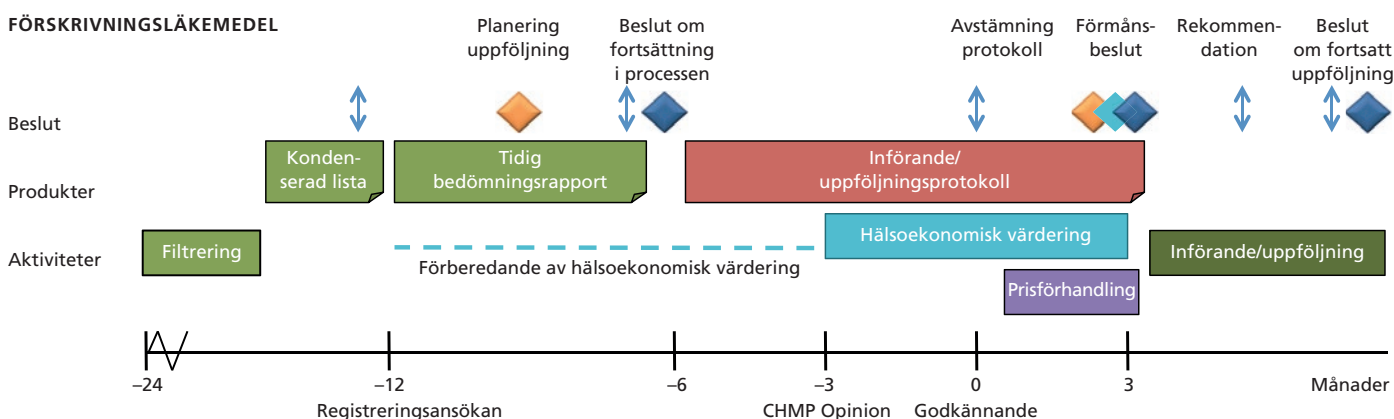 FÖRSKRIVNINGSLÄKEMEDEL
Planering
uppföljning
Beslut om
fortsättning
i processen
Avstämning
protokoll
Förmåns-
beslut
Rekommen-
dation
Beslut
om fortsatt
uppföljning
Beslut
Produkter
Konden-
serad lista
Tidig
bedömningsrapport
Införande/
uppföljningsprotokoll
Aktiviteter
Filtrering
Förberedande av hälsoekonomisk värdering
Hälsoekonomisk värdering
Införande/uppföljning
Prisförhandling
–24
–12
–6
–3
0
3
Månader
Registreringsansökan
CHMP Opinion
Godkännande